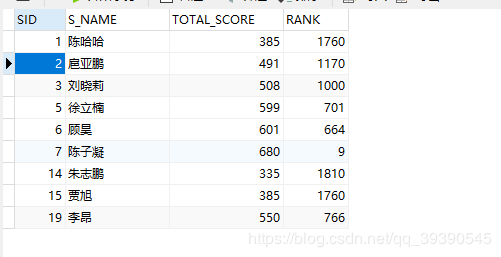 SID S_NAME TOTAL_SCORE RANK
1 陈哈哈 385 1760
2 扈亚鹏 491 1170
3 刘晓莉 508 1000
5 徐立楠 599 701
6 顾昊 601 664
7 陈子凝 680 9
14 朱志鹏 335 1810
15 贾旭 385 1760
19 李昂 550 766
https://blog.csdn.net/qq_39390545